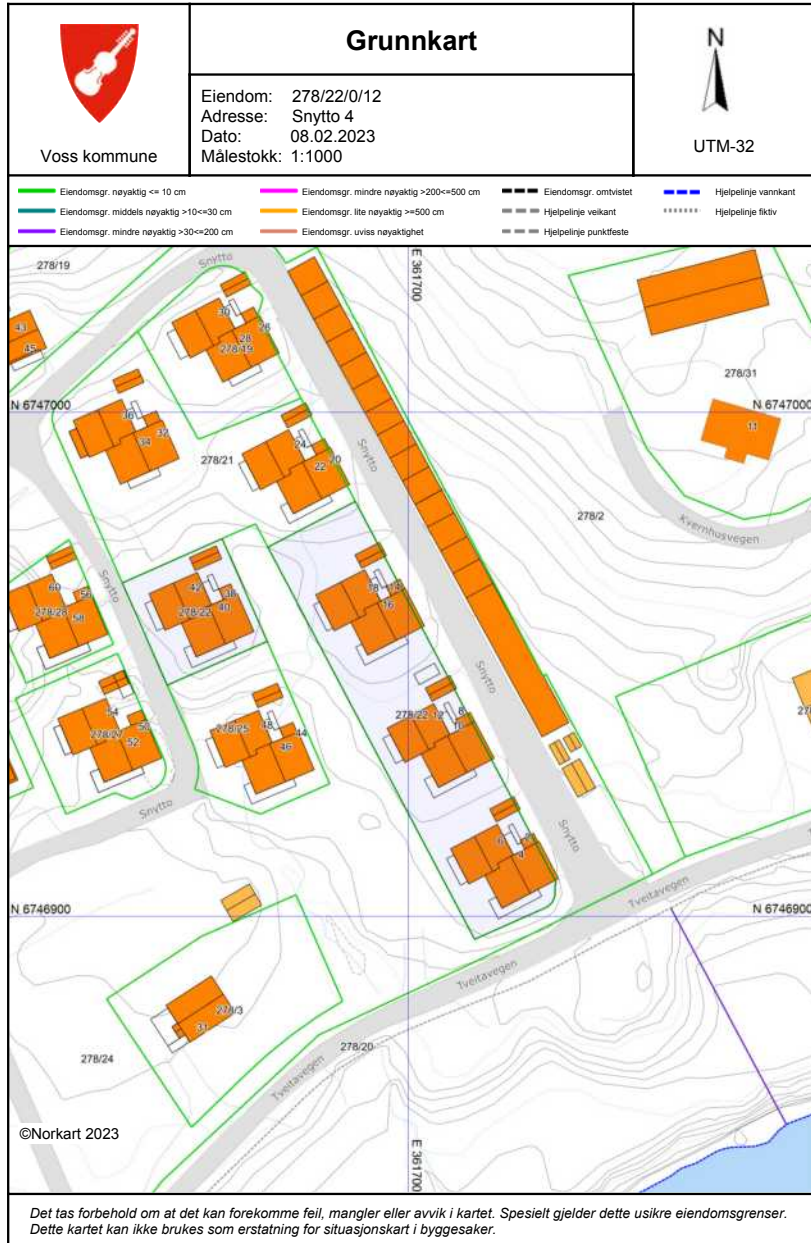 Grunnkart
Voss kommune
Eiendom: 278/22/0/12
Adresse: Snytto 4
Dato: 08.02.2023
Målestokk: 1:1000
N
UTM-32
Eiendomsgr. nøyaktig <= 10 cm
Eiendomsgr. middels nøyaktig >10<=30 cm
Eiendomsgr. mindre nøyaktig >30<=200 cm
Eiendomsgr. mindre nøyaktig >200<=500 cm
Eiendomsgr. lite nøyaktig >=500 cm
Eiendomsgr. uviss nøyaktighet
Eiendomsgr. omtvistet
Hjelpelinje veikant
Hjelpelinje punktfeste
Hjelpelinje vannkant
Hjelpelinje fiktiv
278/19
Snytto
E 361700
43
45
30
26
28
278/19
278/31
N 6747000
N 6747000
36
32
34
11
24
20
22
278/21
Snytto
278/2
Kvernhusvegen
Snytto
60
56
278/28
58
42
38
278/22
40
18
14
16
Snytto
54
50
278/27
52
278/25
48
44
46
278/22
12
8
Snytto
Snytto
6
4
N 6746900
N 6746900
Tveitavegen
Tveitavegen
278/3
31
278/24
278/20
Tveitavegen
©Norkart 2023
E 361700
Det tas forbehold om at det kan forekomme feil, mangler eller avvik i kartet. Spesielt gjelder dette usikre eiendomsgrenser.
Dette kartet kan ikke brukes som erstatning for situasjonskart i byggesaker.